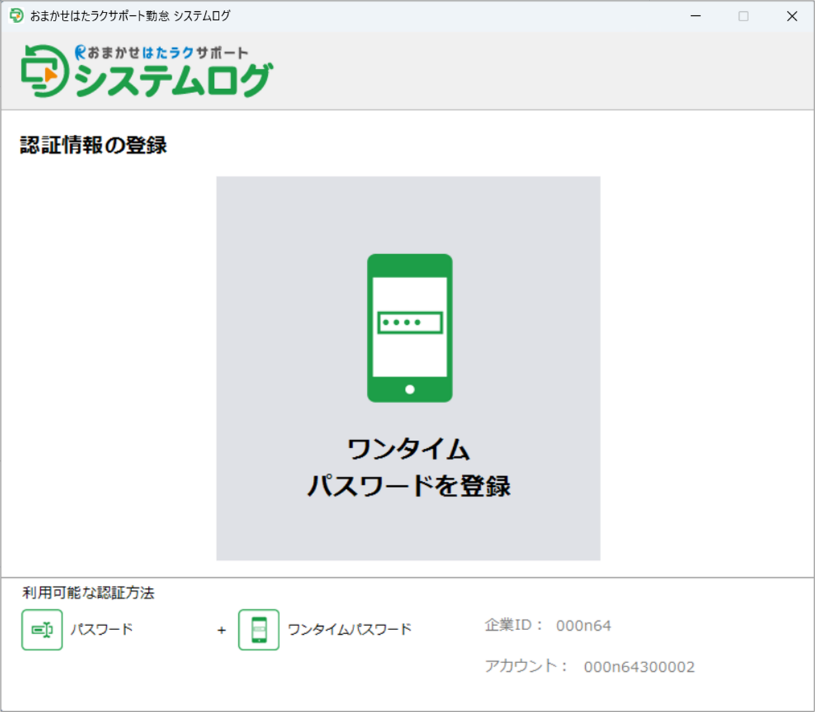 おまかせはたラクサポート勤怠 システムログ
おまかせはたラクサポート
システムログ
認証情報の登録
ワンタイム
パスワードを登録
利用可能な認証方法
パスワード + ワンタイムパスワード
企業ID： 000n64
アカウント： 000n64300002